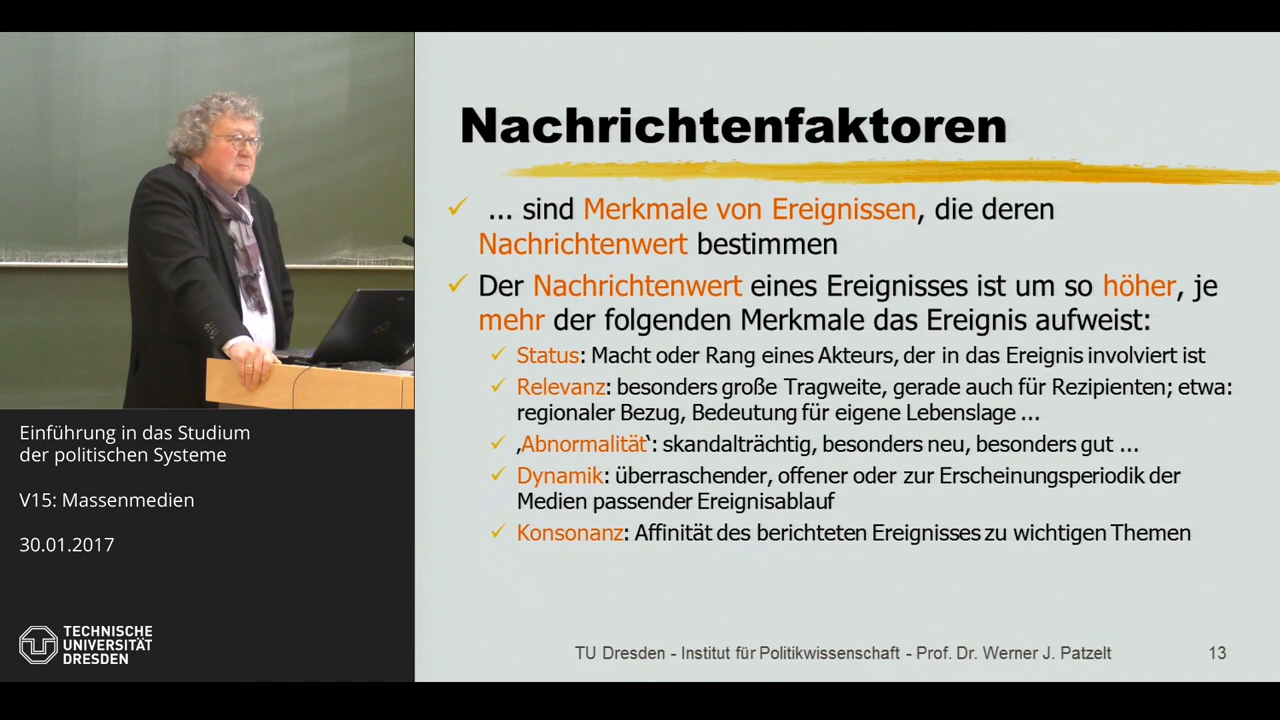 Nachrichtenfaktoren
... sind Merkmale von Ereignissen, die deren
Nachrichtenwert bestimmen
Der Nachrichtenwert eines Ereignisses ist um so höher, je
mehr der folgenden Merkmale das Ereignis aufweist:
Status: Macht oder Rang eines Akteurs, der in das Ereignis involviert ist
Relevanz: besonders große Tragweite, gerade auch für Rezipienten; etwa:
regionaler Bezug, Bedeutung für eigene Lebenslage ...
‚Abnormalität‛: skandalträchtig, besonders neu, besonders gut ...
Dynamik: überraschender, offener oder zur Erscheinungsperiodik der
Medien passender Ereignisablauf
Konsonanz: Affinität des berichteten Ereignisses zu wichtigen Themen
TU Dresden - Institut für Politikwissenschaft - Prof. Dr. Werner J. Patzelt
13
Einführung in das Studium
der politischen Systeme
V15: Massenmedien
30.01.2017
TECHNISCHE
UNIVERSITÄT
DRESDEN